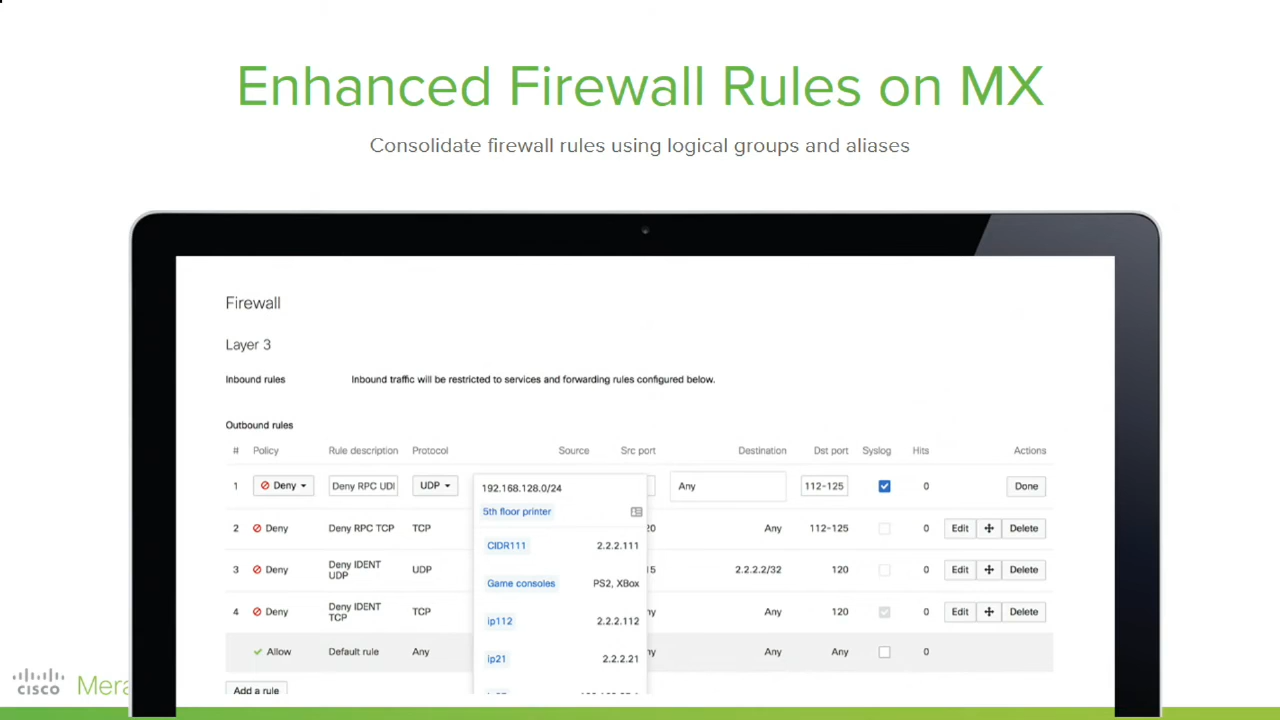 Enhanced Firewall Rules on MX
Consolidate firewall rules using logical groups and aliases
Firewall
Layer 3
Inbound rules Inbound traffic will be restricted to services and forwarding rules configured below.
Outbound rules
# Policy Rule description Protocol Source Src port Destination Dst port Syslog Hits Actions
1 Deny Deny RPC UDI UDP 192.168.128.0/24 Any 112-125 0 Done
5th floor printer
2 Deny Deny RPC TCP TCP 20 Any 112-125 0 Edit Delete
CIDR111 2.2.2.111
3 Deny Deny IDENT UDP UDP 15 2.2.2.2/32 120 0 Edit Delete
Game consoles PS2, XBox
4 Deny Deny IDENT TCP TCP ny Any 120 0 Edit Delete
ip112 2.2.2.112
Allow Default rule Any ny Any Any 0
ip21 2.2.2.21
Add a rule
CISCO Mera